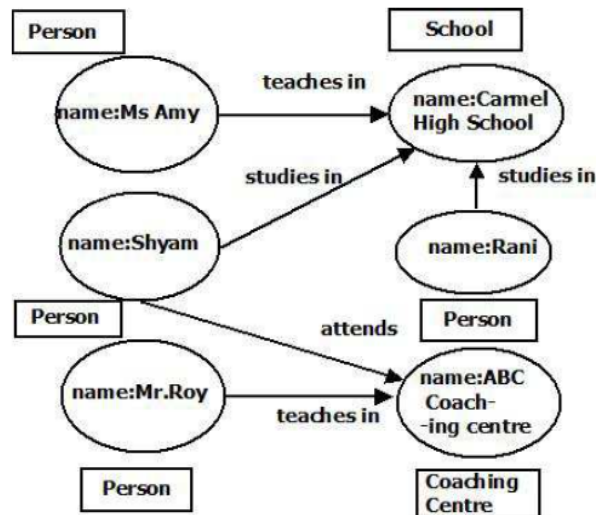 Person
School
teaches in
name:Ms Amy
name:Carmel
High School
studies in
studies in
name:Shyam
name:Rani
Person
attends
Person
name:Mr.Roy
name:ABC
Coach-
-ing centre
teaches in
Person
Coaching
Centre